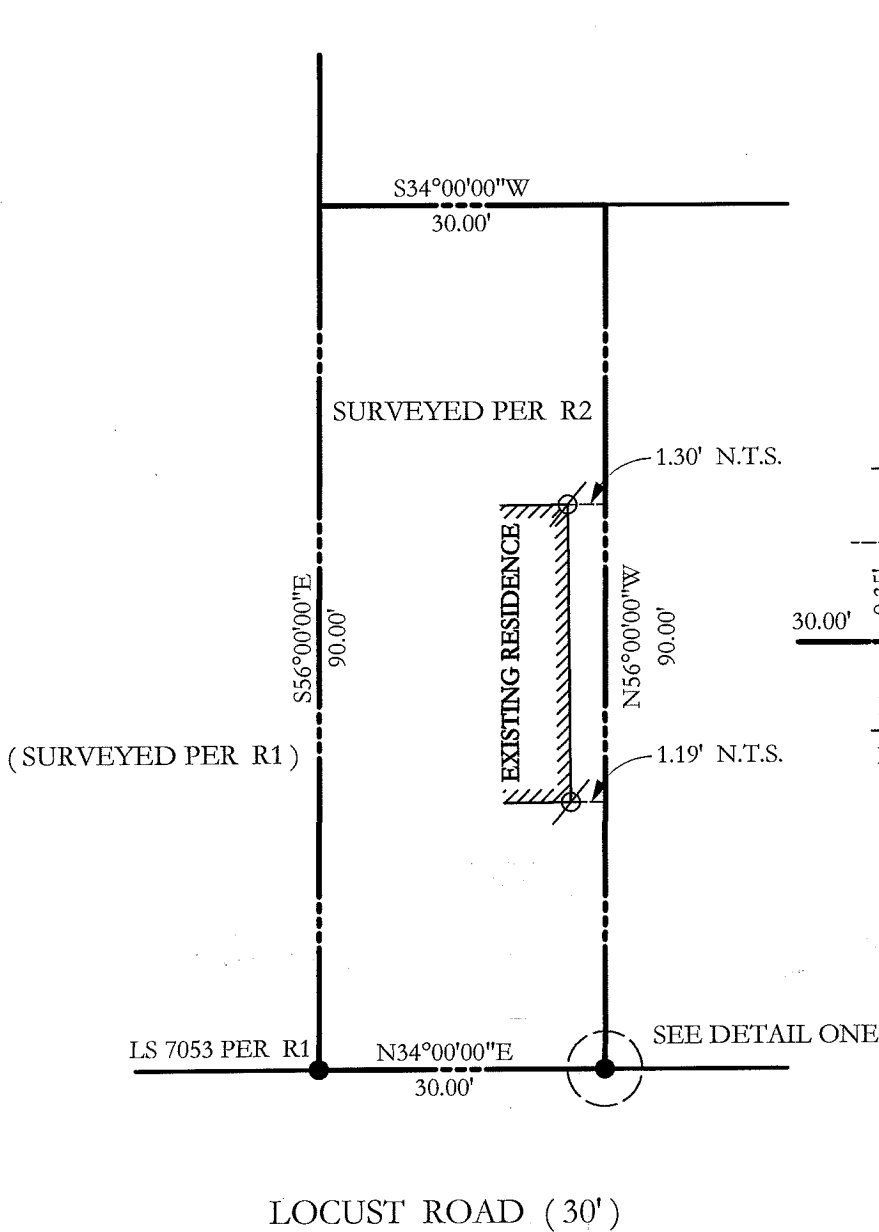 S34°00'00"W
30.00'
SURVEYED PER R2
1.30' N.T.S.
EXISTING RESIDENCE
S56°00'00"E
90.00'
N56°00'00"W
90.00'
30.00'
(SURVEYED PER R1)
1.19' N.T.S.
LS 7053 PER R1
N34°00'00"E
30.00'
SEE DETAIL ONE
LOCUST ROAD (30')